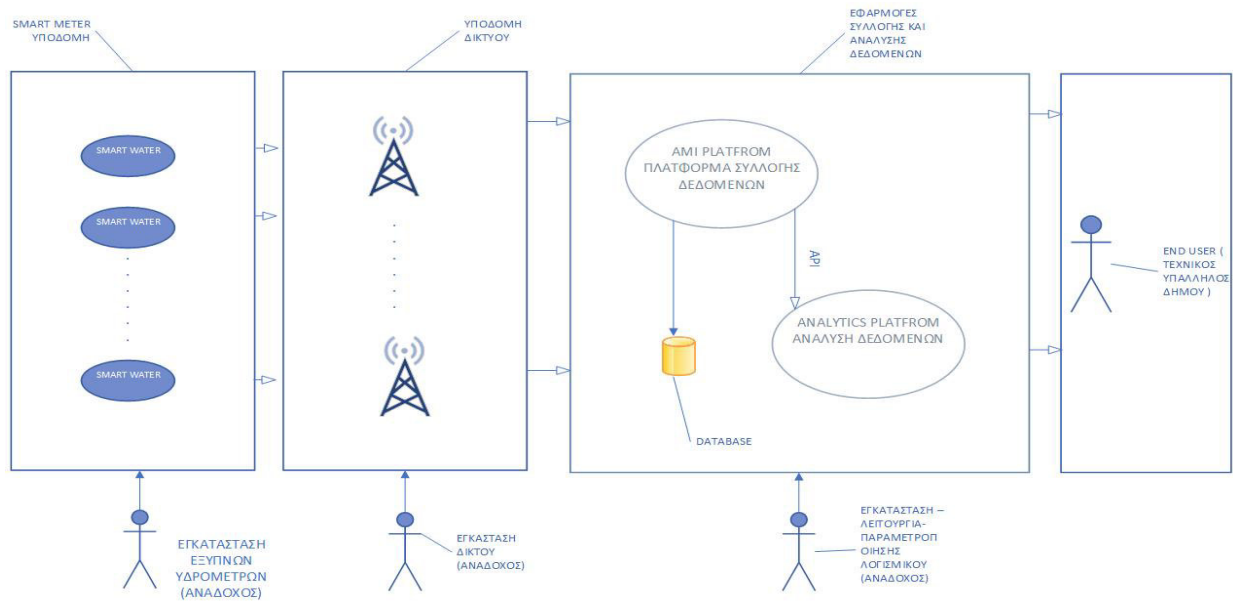 SMART METER
ΥΠΟΔΟΜΗ
ΥΠΟΔΟΜΗ
ΔΙΚΤΥΟΥ
ΕΦΑΡΜΟΓΕΣ
ΣΥΛΛΟΓΗΣ ΚΑΙ
ΑΝΑΛΥΣΗΣ
ΔΕΔΟΜΕΝΩΝ
SMART WATER
SMART WATER
SMART WATER
AMI PLATFROM
ΠΛΑΤΦΟΡΜΑ ΣΥΛΛΟΓΗΣ
ΔΕΔΟΜΕΝΩΝ
API
ANALYTICS PLATFROM
ΑΝΑΛΥΣΗ ΔΕΔΟΜΕΝΩΝ
DATABASE
END USER (
ΤΕΧΝΙΚΟΣ
ΥΠΑΛΛΗΛΟΣ
ΔΗΜΟΥ )
ΕΓΚΑΤΑΣΤΑΣΗ
ΕΞΥΠΝΩΝ
ΥΔΡΟΜΕΤΡΩΝ
(ΑΝΑΔΟΧΟΣ)
ΕΓΚΑΣΤΑΣΗ
ΔΙΚΤΟΥ
(ΑΝΑΔΟΧΟΣ)
ΕΓΚΑΤΑΣΤΑΣΗ –
ΛΕΙΤΟΥΡΓΙΑ-
ΠΑΡΑΜΕΤΡΟΠ
ΟΙΗΣΗΣ
ΛΟΓΙΣΜΙΚΟΥ
(ΑΝΑΔΟΧΟΣ)